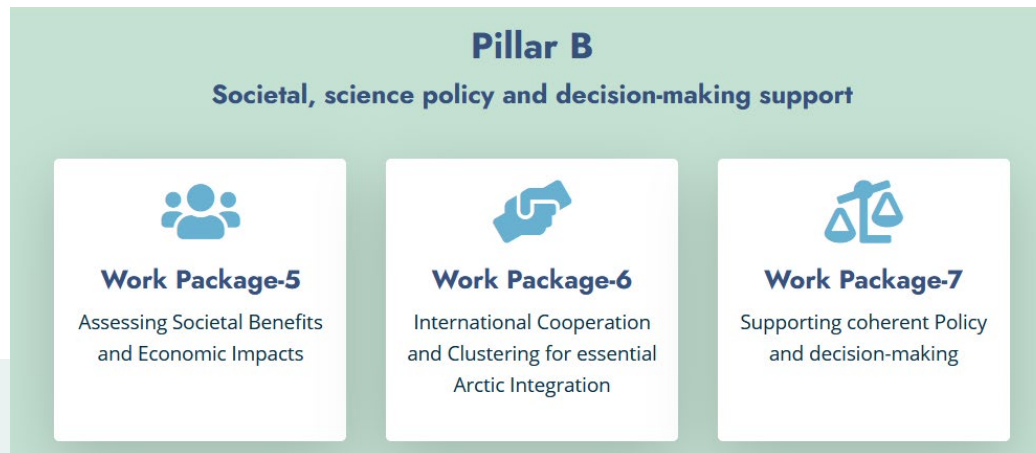 Pillar B
Societal, science policy and decision-making support
Work Package-5
Assessing Societal Benefits
and Economic Impacts
Work Package-6
International Cooperation
and Clustering for essential
Arctic Integration
Work Package-7
Supporting coherent Policy
and decision-making